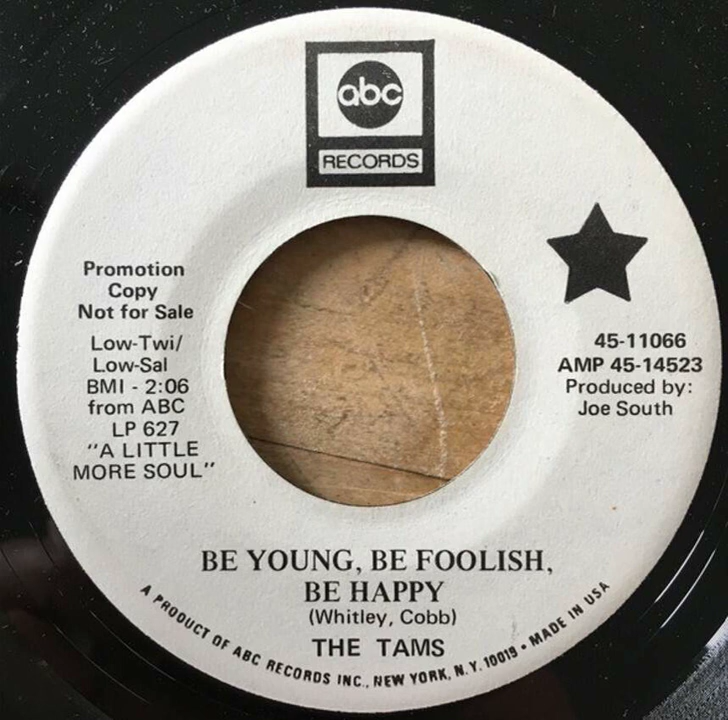 abc
RECORDS
Promotion
Copy
Not for Sale
Low-Twi/
Low-Sal
BMI - 2:06
from ABC
LP 627
"A LITTLE
MORE SOUL"
45-11066
AMP 45-14523
Produced by:
Joe South
BE YOUNG, BE FOOLISH,
BE HAPPY
(Whitley, Cobb)
THE TAMS
A PRODUCT OF ABC RECORDS INC., NEW YORK, N.Y. 10019 • MADE IN USA